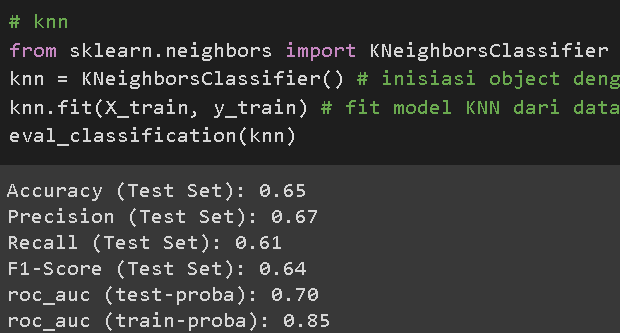 # knn
from sklearn.neighbors import KNeighborsClassifier
knn = KNeighborsClassifier() # inisiasi object
knn.fit(X_train, y_train) # fit model KNN dari data
eval_classification(knn)
Accuracy (Test Set): 0.65
Precision (Test Set): 0.67
Recall (Test Set): 0.61
F1-Score (Test Set): 0.64
roc_auc (test-proba): 0.70
roc_auc (train-proba): 0.85